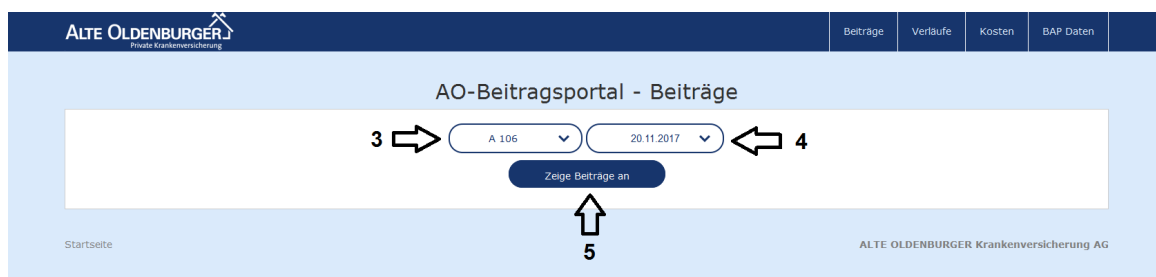 ALTE OLDENBURGER
Private Krankenversicherung
Beiträge Verläufe Kosten BAP Daten
AO-Beitragsportal - Beiträge
3 A 106 20.11.2017 4
Zeige Beiträge an
5
Startseite ALTE OLDENBURGER Krankenversicherung AG